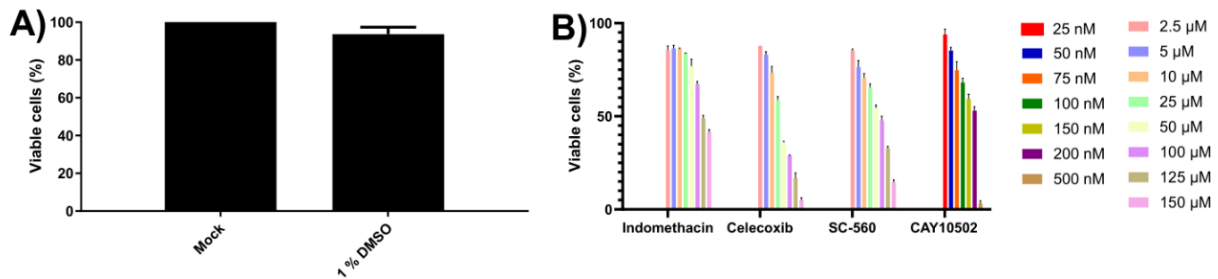 A)
Viable cells (%)
100
80
60
40
20
0
Mock
1 % DMSO
B)
Viable cells (%)
100
50
0
Indomethacin
Celecoxib
SC-560
CAY10502
25 nM
50 nM
75 nM
100 nM
150 nM
200 nM
500 nM
2.5 µM
5 µM
10 µM
25 µM
50 µM
100 µM
125 µM
150 µM